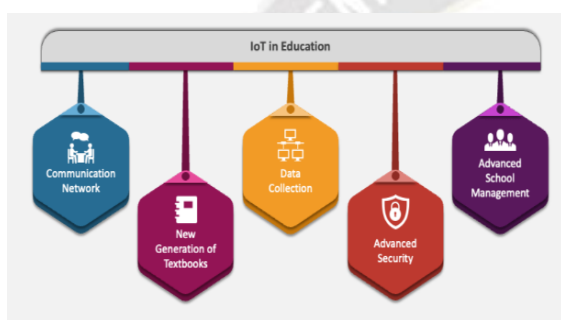 IoT in Education
Communication
Network
New
Generation of
Textbooks
Data
Collection
Advanced
Security
Advanced
School
Management